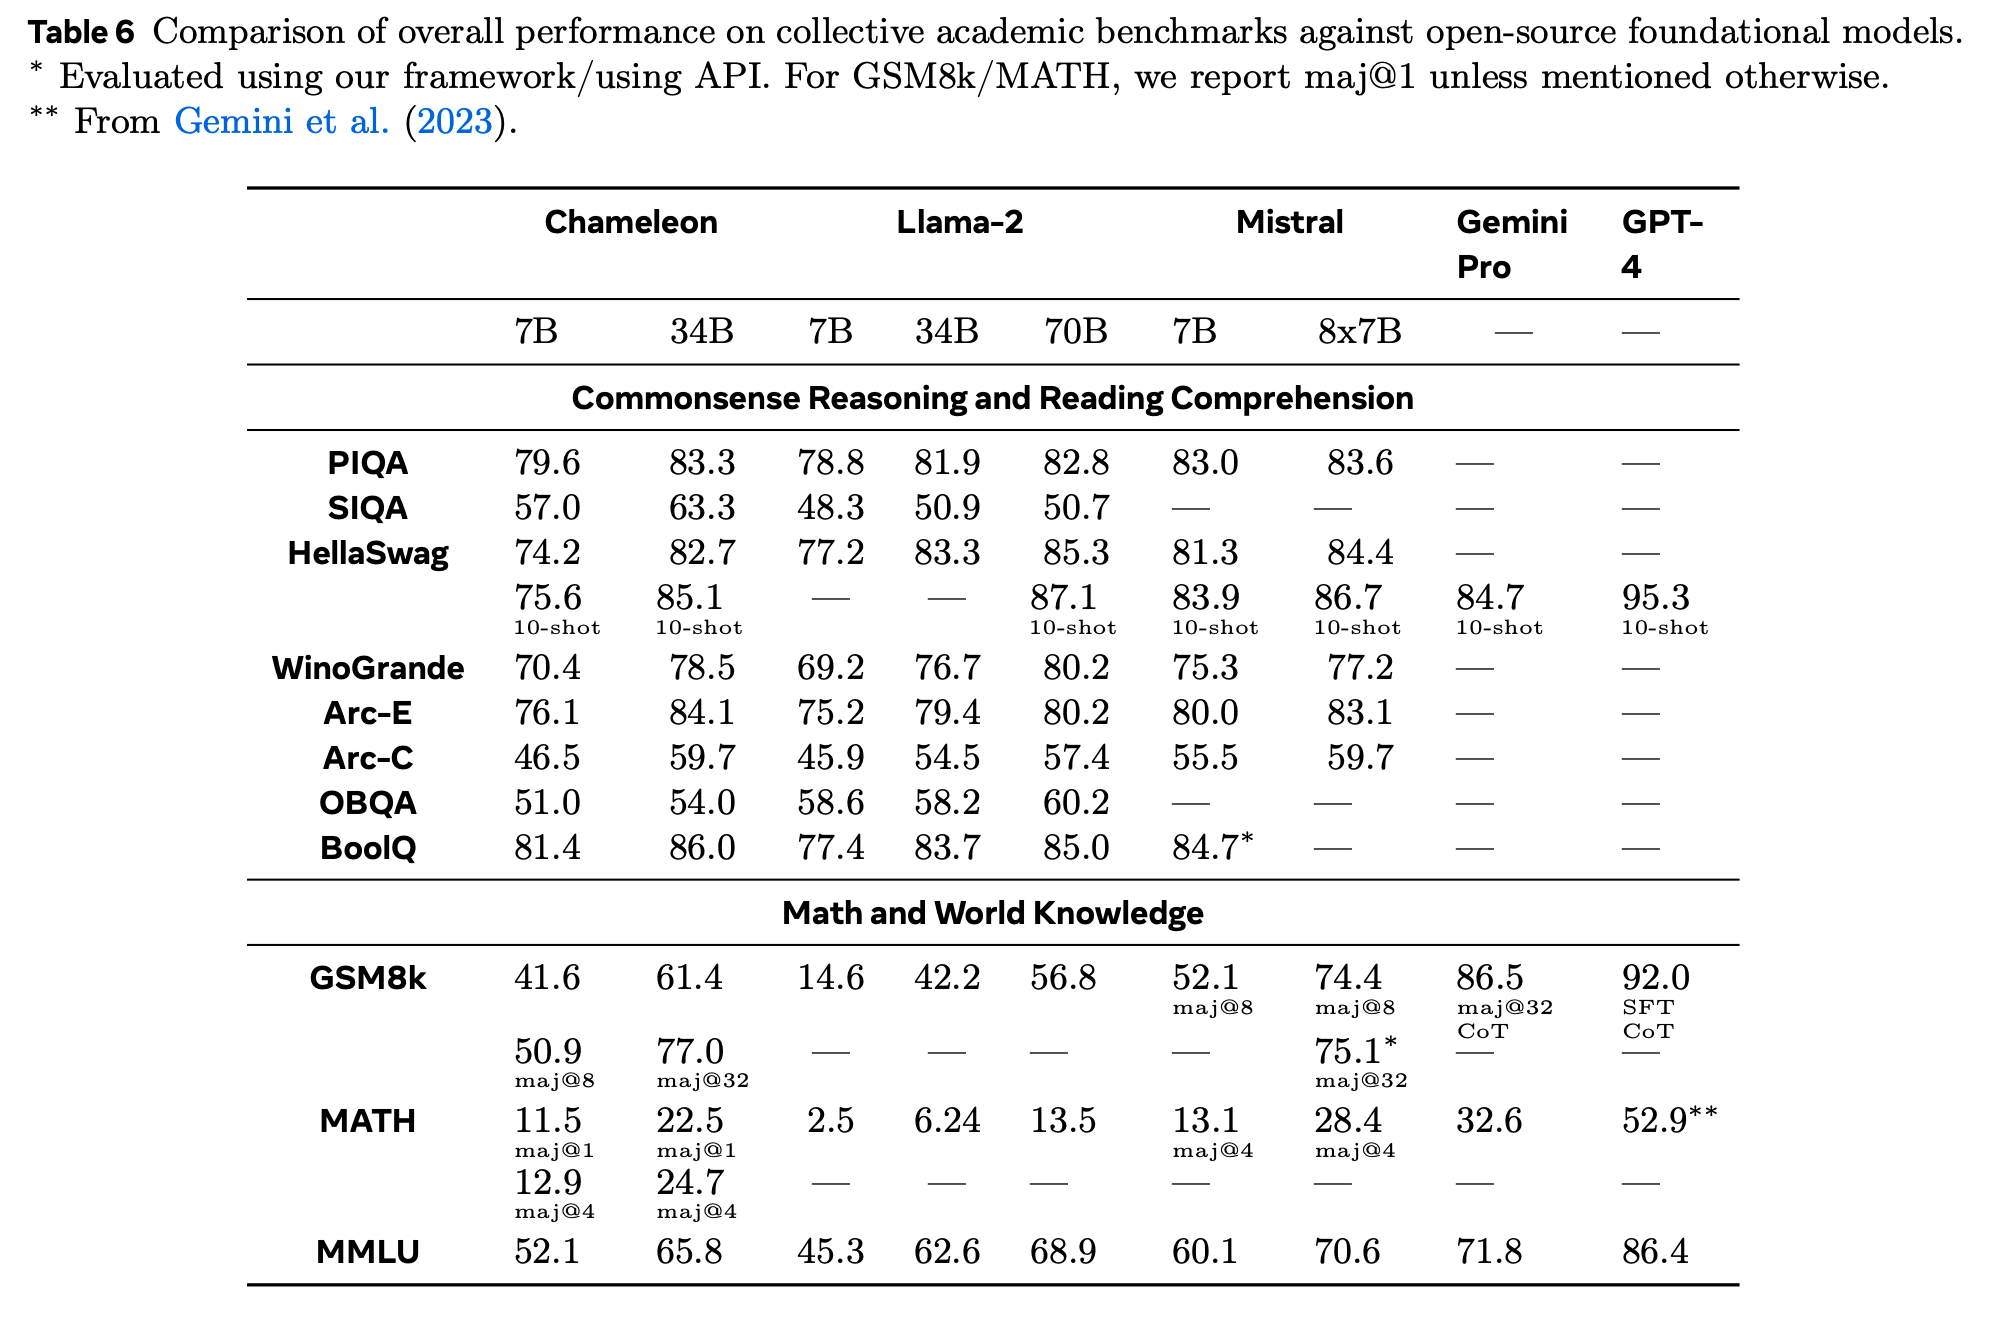 Table 6 Comparison of overall performance on collective academic benchmarks against open-source foundational models.
* Evaluated using our framework/using API. For GSM8k/MATH, we report maj@1 unless mentioned otherwise.
** From Gemini et al. (2023).
Chameleon Llama-2 Mistral Gemini GPT-
Pro 4
7B 34B 7B 34B 70B 7B 8x7B — —
Commonsense Reasoning and Reading Comprehension
PIQA 79.6 83.3 78.8 81.9 82.8 83.0 83.6 — —
SIQA 57.0 63.3 48.3 50.9 50.7 — — — —
HellaSwag 74.2 82.7 77.2 83.3 85.3 81.3 84.4 — —
75.6 85.1 — — 87.1 83.9 86.7 84.7 95.3
10-shot 10-shot 10-shot 10-shot 10-shot 10-shot 10-shot
WinoGrande 70.4 78.5 69.2 76.7 80.2 75.3 77.2 — —
Arc-E 76.1 84.1 75.2 79.4 80.2 80.0 83.1 — —
Arc-C 46.5 59.7 45.9 54.5 57.4 55.5 59.7 — —
OBQA 51.0 54.0 58.6 58.2 60.2 — — — —
BoolQ 81.4 86.0 77.4 83.7 85.0 84.7* — — —
Math and World Knowledge
GSM8k 41.6 61.4 14.6 42.2 56.8 52.1 74.4 86.5 92.0
maj@8 maj@8 maj@32 SFT
CoT CoT
50.9 77.0 — — — — 75.1* — —
maj@8 maj@32 maj@32
MATH 11.5 22.5 2.5 6.24 13.5 13.1 28.4 32.6 52.9**
maj@1 maj@1 maj@4 maj@4
12.9 24.7 — — — — — — —
maj@4 maj@4
MMLU 52.1 65.8 45.3 62.6 68.9 60.1 70.6 71.8 86.4